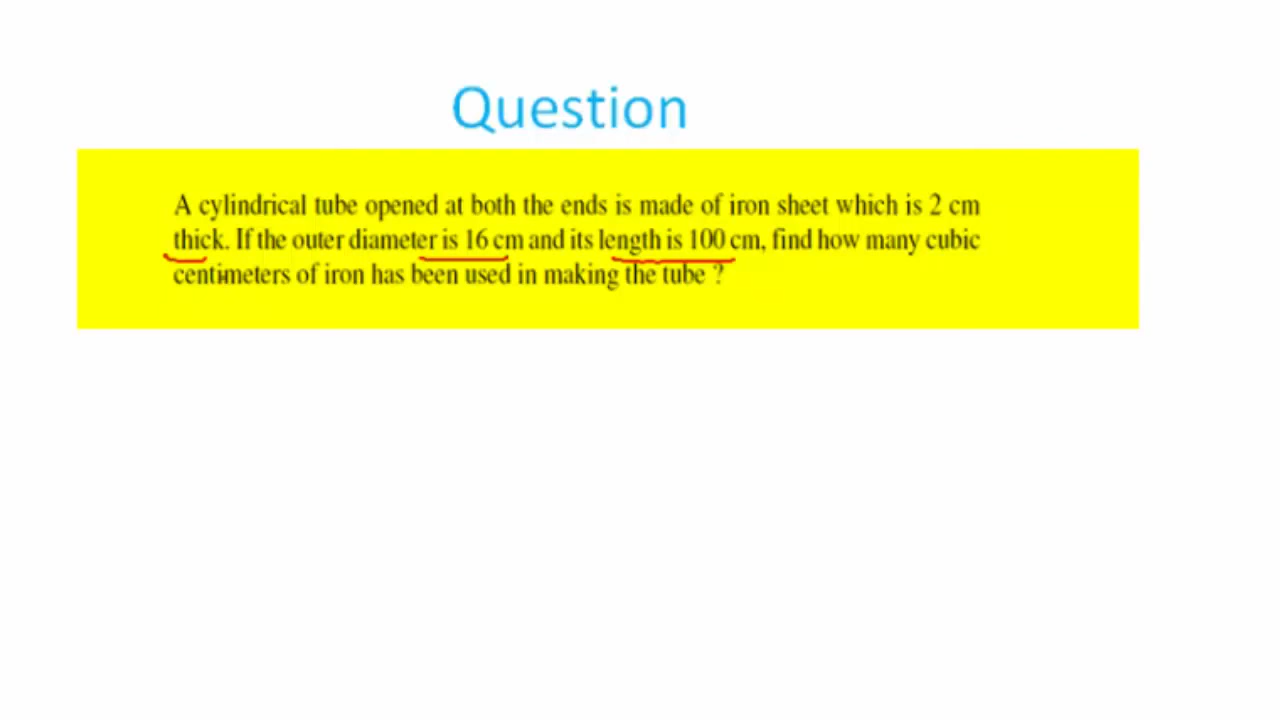 Question
A cylindrical tube opened at both the ends is made of iron sheet which is 2 cm
thick. If the outer diameter is 16 cm and its length is 100 cm, find how many cubic
centimeters of iron has been used in making the tube ?